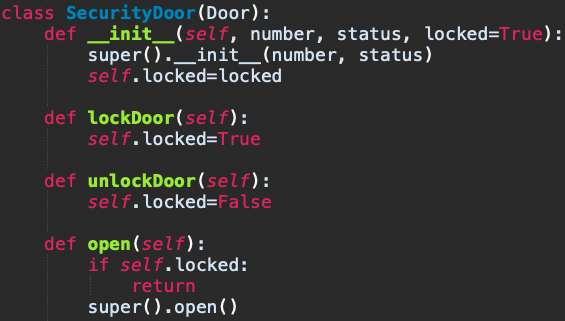 class SecurityDoor(Door):
    def __init__(self, number, status, locked=True):
        super().__init__(number, status)
        self.locked=locked

    def lockDoor(self):
        self.locked=True

    def unlockDoor(self):
        self.locked=False

    def open(self):
        if self.locked:
            return
        super().open()